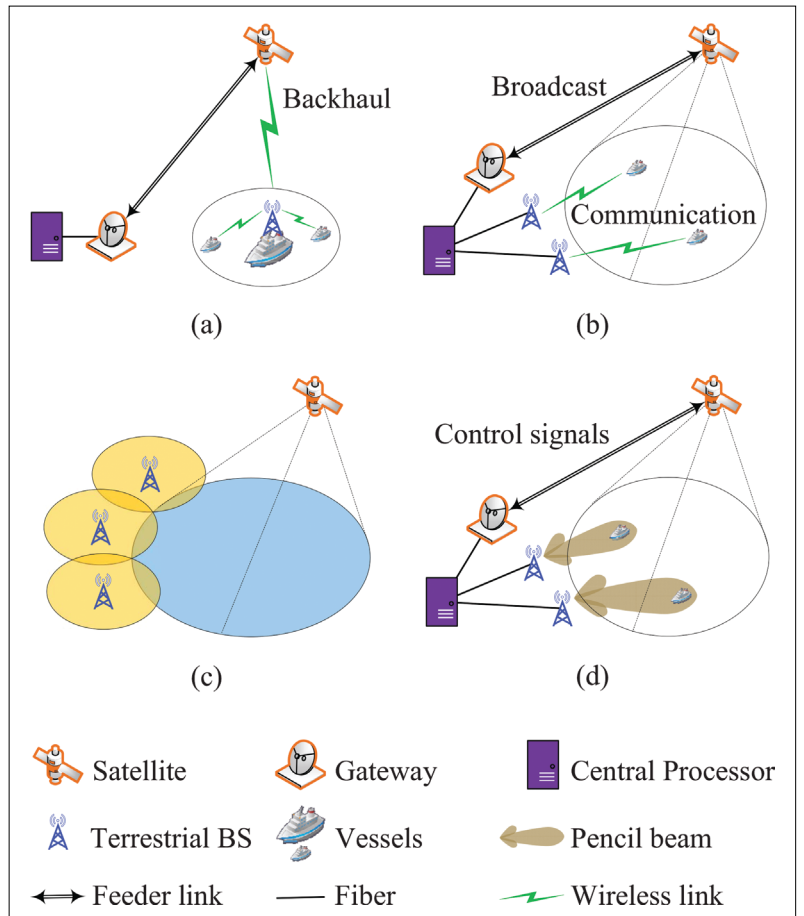 Backhaul
(a)
Broadcast
Communication
(b)
(c)
Control signals
(d)
Satellite
Gateway
Central Processor
Terrestrial BS
Vessels
Pencil beam
Feeder link
Fiber
Wireless link